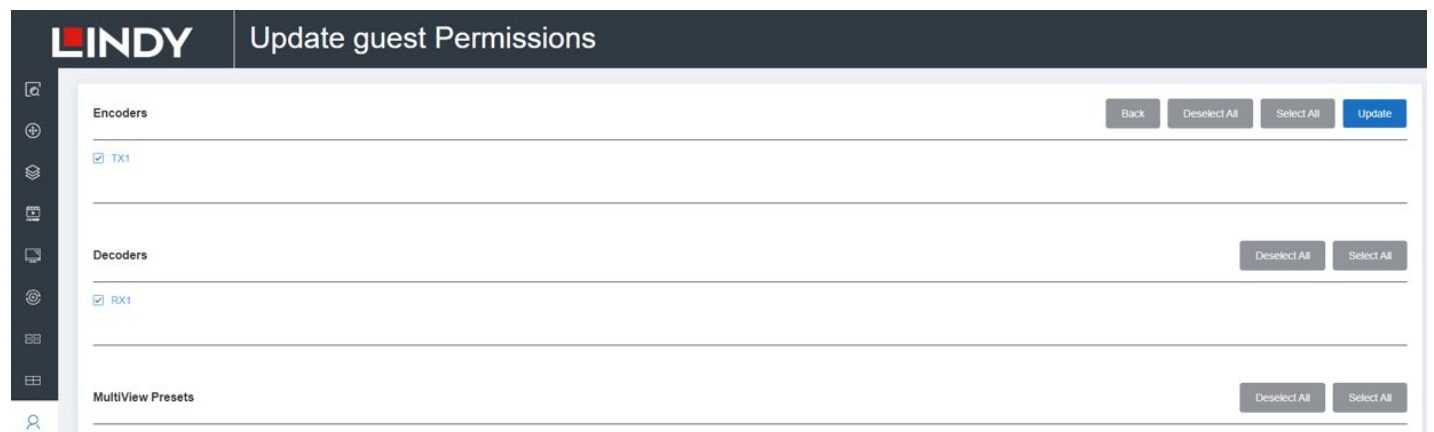 LINDY Update guest Permissions
Encoders Back Deselect All Select All Update
TX1
Decoders Deselect All Select All
RX1
MultiView Presets Deselect All Select All